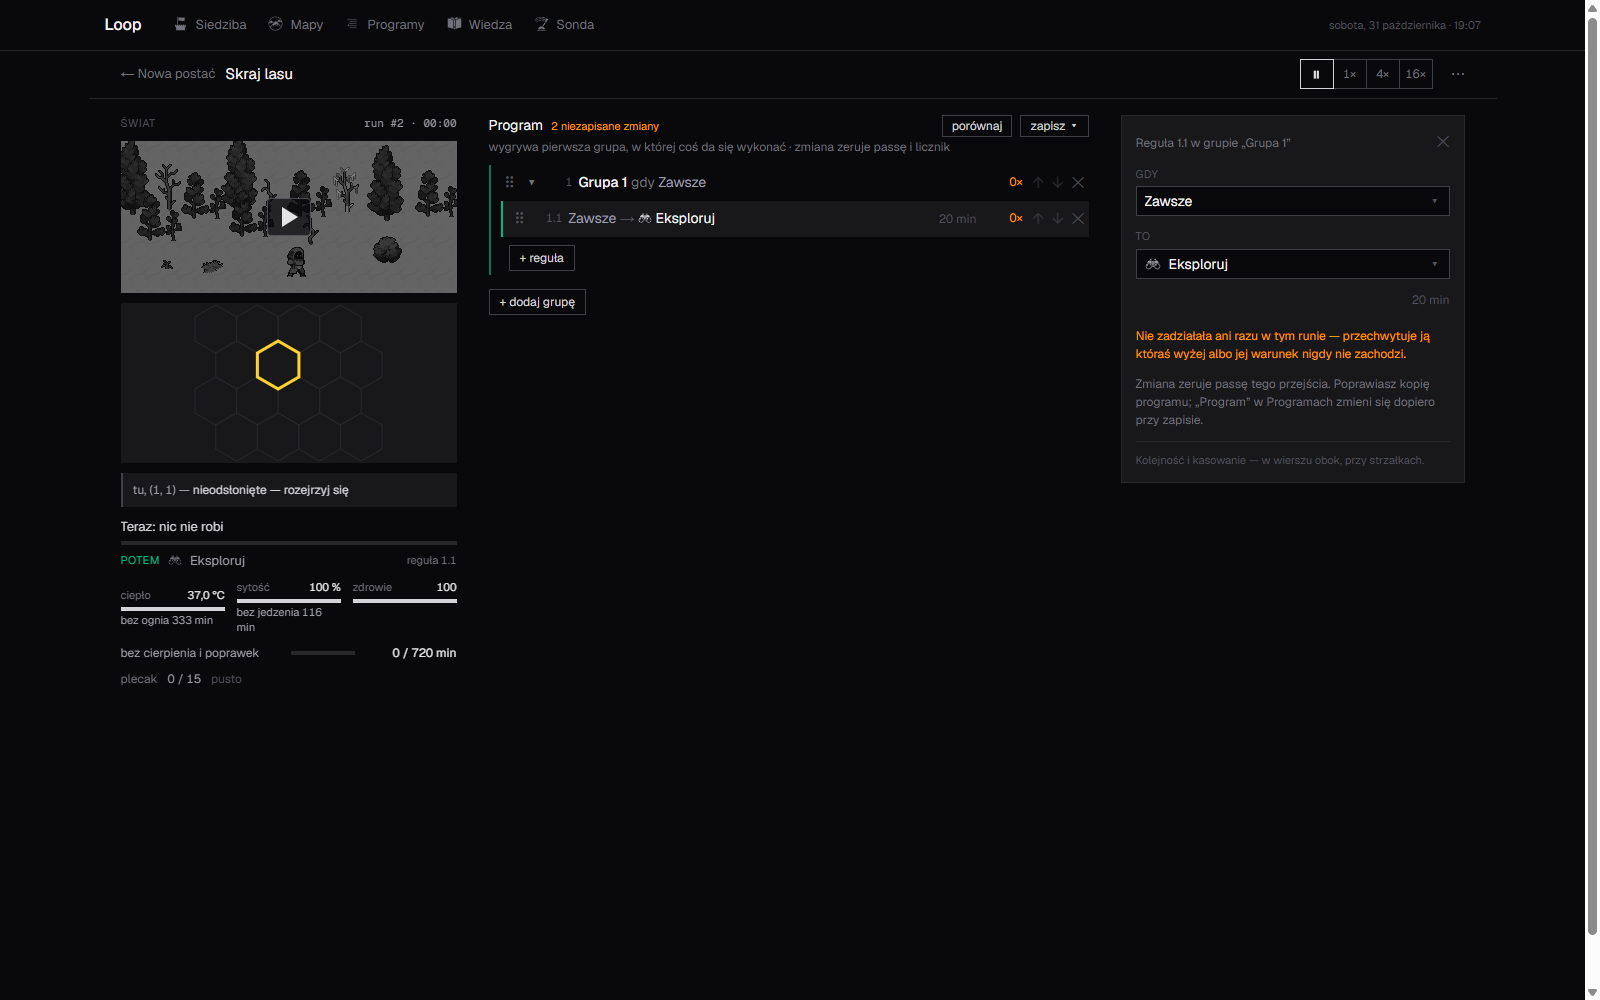 Loop Siedziba Mapy Programy Wiedza Sonda sobota, 31 października · 19:07
← Nowa postać Skraj lasu 1× 4× 16× ···
ŚWIAT run #2 · 00:00
tu, (1, 1) — nieodsłonięte — rozejrzyj się
Teraz: nic nie robi
POTEM Eksploruj reguła 1.1
ciepło 37,0 °C
bez ognia 333 min
sytość 100 %
bez jedzenia 116
min
zdrowie 100
bez cierpienia i poprawek 0 / 720 min
plecak 0 / 15 pusto
Program 2 niezapisane zmiany porównaj zapisz
wygrywa pierwsza grupa, w której coś da się wykonać · zmiana zeruje passę i licznik
1 Grupa 1 gdy Zawsze 0×
1.1 Zawsze → Eksploruj 20 min 0×
+ reguła
+ dodaj grupę
Reguła 1.1 w grupie „Grupa 1”
GDY
Zawsze
TO
Eksploruj
20 min
Nie zadziałała ani razu w tym runie — przechwytuje ją
któraś wyżej albo jej warunek nigdy nie zachodzi.
Zmiana zeruje passę tego przejścia. Poprawiasz kopię
programu; „Program” w Programach zmieni się dopiero
przy zapisie.
Kolejność i kasowanie — w wierszu obok, przy strzałkach.